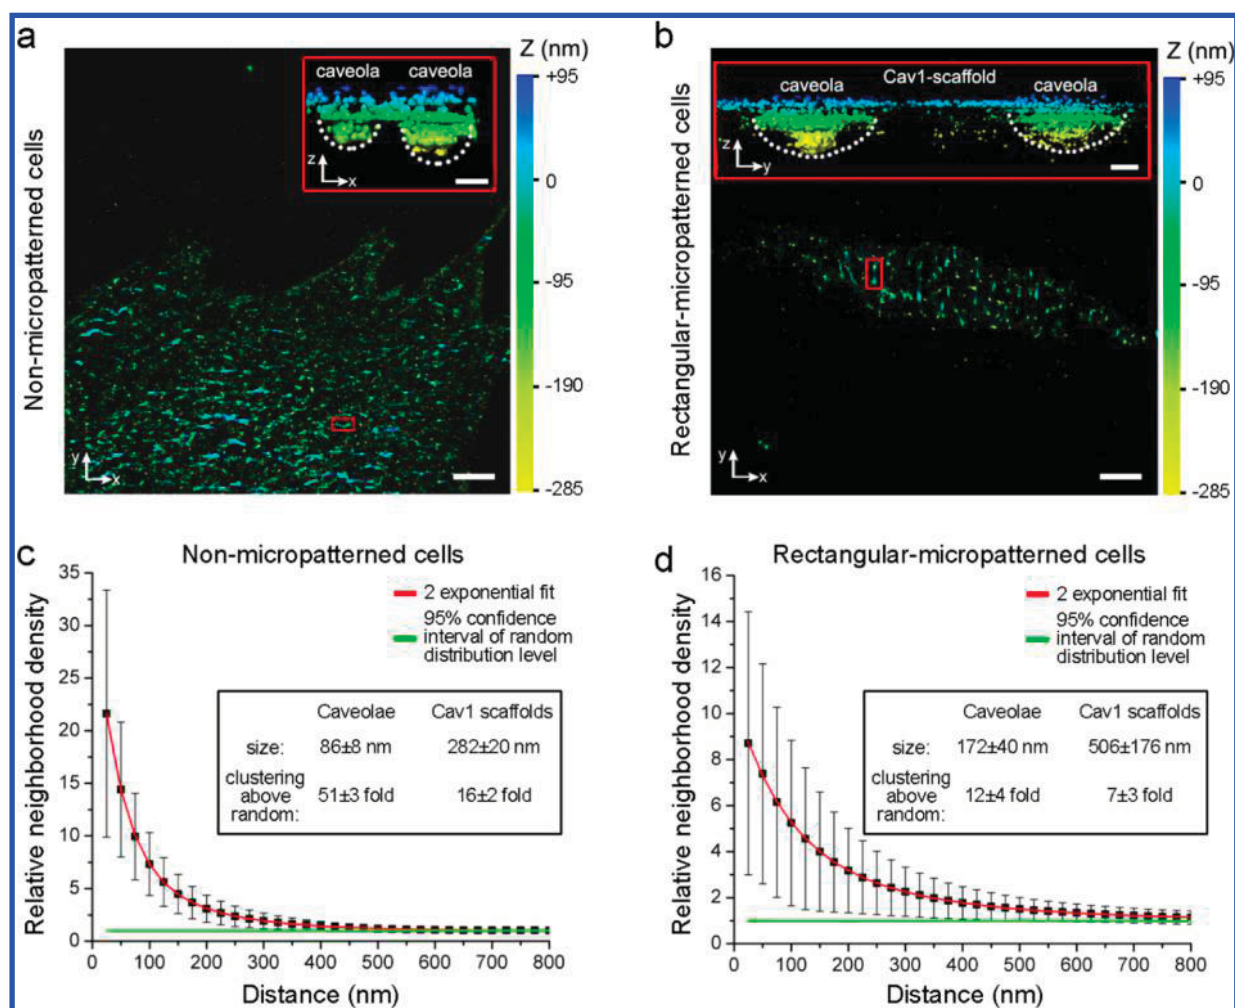 a
Z (nm)
Non-micropatterned cells
caveola caveola
z
x
y
x
+95
0
-95
-190
-285
b
Z (nm)
Rectangular-micropatterned cells
Cav1-scaffold
caveola caveola
z
y
y
x
+95
0
-95
-190
-285
c
Non-micropatterned cells
Relative neighborhood density
35
30
25
20
15
10
5
0
2 exponential fit
95% confidence
interval of random
distribution level
Caveolae Cav1 scaffolds
size: 86±8 nm 282±20 nm
clustering
above 51±3 fold 16±2 fold
random:
0 100 200 300 400 500 600 700 800
Distance (nm)
d
Rectangular-micropatterned cells
Relative neighborhood density
16
14
12
10
8
6
4
2
0
2 exponential fit
95% confidence
interval of random
distribution level
Caveolae Cav1 scaffolds
size: 172±40 nm 506±176 nm
clustering
above 12±4 fold 7±3 fold
random:
0 100 200 300 400 500 600 700 800
Distance (nm)